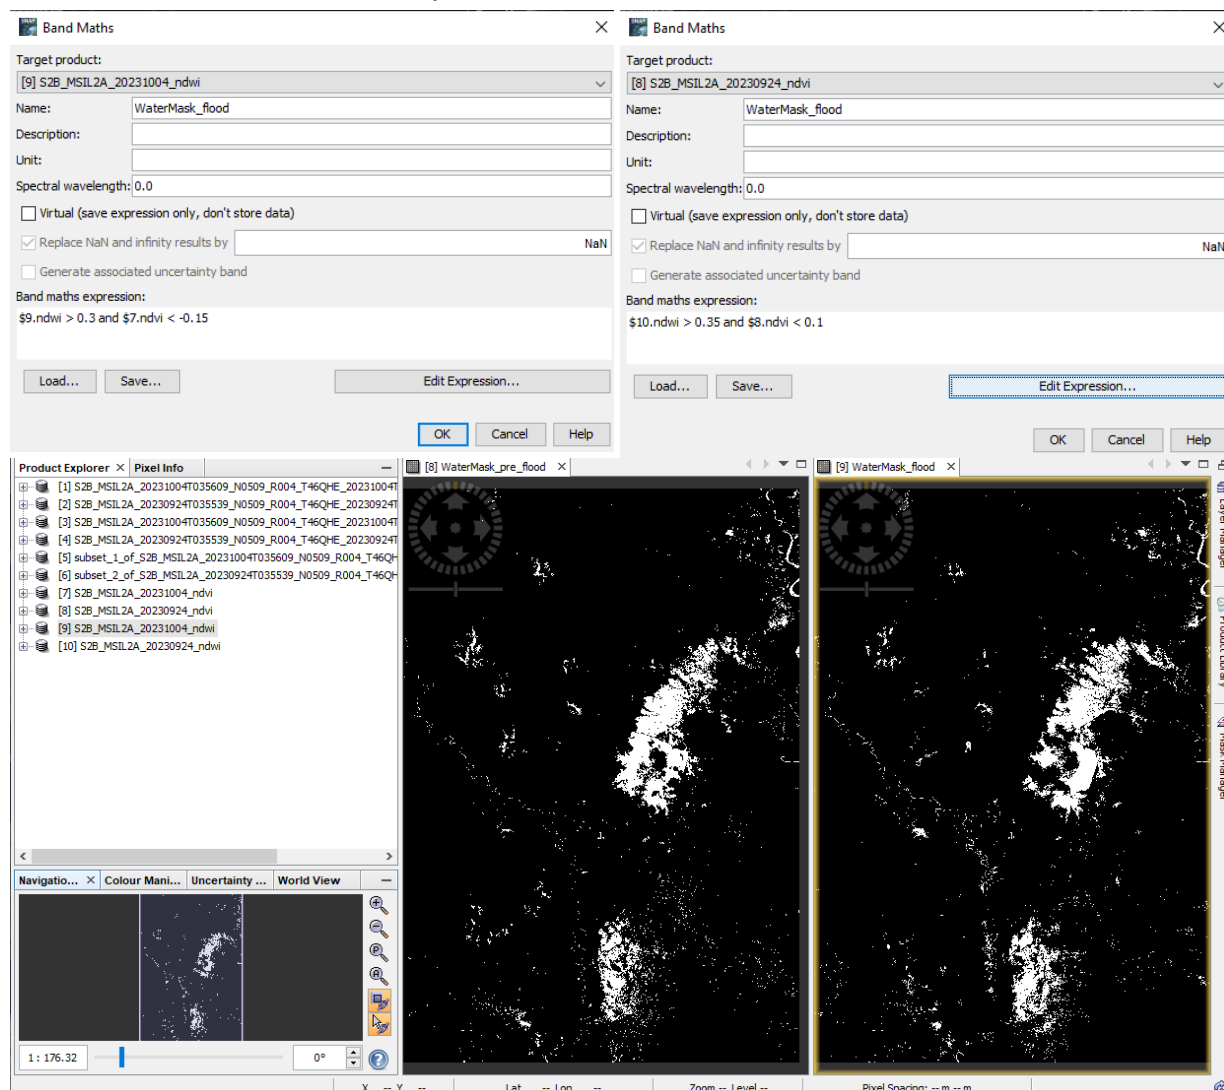 Band Maths
Target product:
[9] S2B_MSIL2A_20231004_ndwi
Name: WaterMask_flood
Description:
Unit:
Spectral wavelength: 0.0
Virtual (save expression only, don't store data)
Replace NaN and infinity results by NaN
Generate associated uncertainty band
Band maths expression:
$9.ndwi > 0.3 and $7.ndvi < -0.15
Load... Save... Edit Expression...
OK Cancel Help
Band Maths
Target product:
[8] S2B_MSIL2A_20230924_ndvi
Name: WaterMask_flood
Description:
Unit:
Spectral wavelength: 0.0
Virtual (save expression only, don't store data)
Replace NaN and infinity results by NaN
Generate associated uncertainty band
Band maths expression:
$10.ndwi > 0.35 and $8.ndvi < 0.1
Load... Save... Edit Expression...
OK Cancel Help
Product Explorer Pixel Info
[1] S2B_MSIL2A_20231004T035609_N0509_R004_T46QHE_20231004T
[2] S2B_MSIL2A_20230924T035539_N0509_R004_T46QHE_20230924T
[3] S2B_MSIL2A_20231004T035609_N0509_R004_T46QHE_20231004T
[4] S2B_MSIL2A_20230924T035539_N0509_R004_T46QHE_20230924T
[5] subset_1_of_S2B_MSIL2A_20231004T035609_N0509_R004_T46QH
[6] subset_2_of_S2B_MSIL2A_20230924T035539_N0509_R004_T46QH
[7] S2B_MSIL2A_20231004_ndvi
[8] S2B_MSIL2A_20230924_ndvi
[9] S2B_MSIL2A_20231004_ndwi
[10] S2B_MSIL2A_20230924_ndwi
[8] WaterMask_pre_flood
[9] WaterMask_flood
Layer Manager
Product Library
Mask Manager
Navigatio... Colour Mani... Uncertainty ... World View
1 : 176.32 0°
X -- Y -- Lat -- Lon -- Zoom -- Level -- Pixel Spacing: -- m -- m